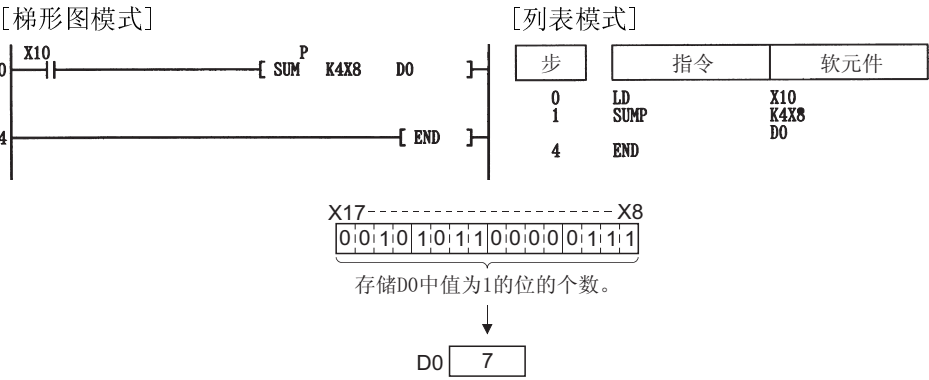 [梯形图模式] [列表模式]
X10 P
0 SUM K4X8 D0 步 指令 软元件
0 LD X10
1 SUMP K4X8
D0
4 END 4 END
X17 X8
0 0 1 0 1 0 1 1 0 0 0 0 0 1 1 1
存储D0中值为1的位的个数。
D0 7